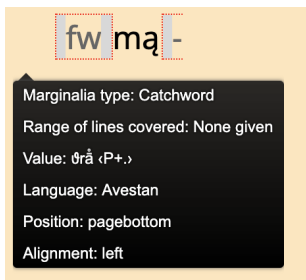 fw mą -
Marginalia type: Catchword
Range of lines covered: None given
Value: ϑrå̊ ‹P+.›
Language: Avestan
Position: pagebottom
Alignment: left